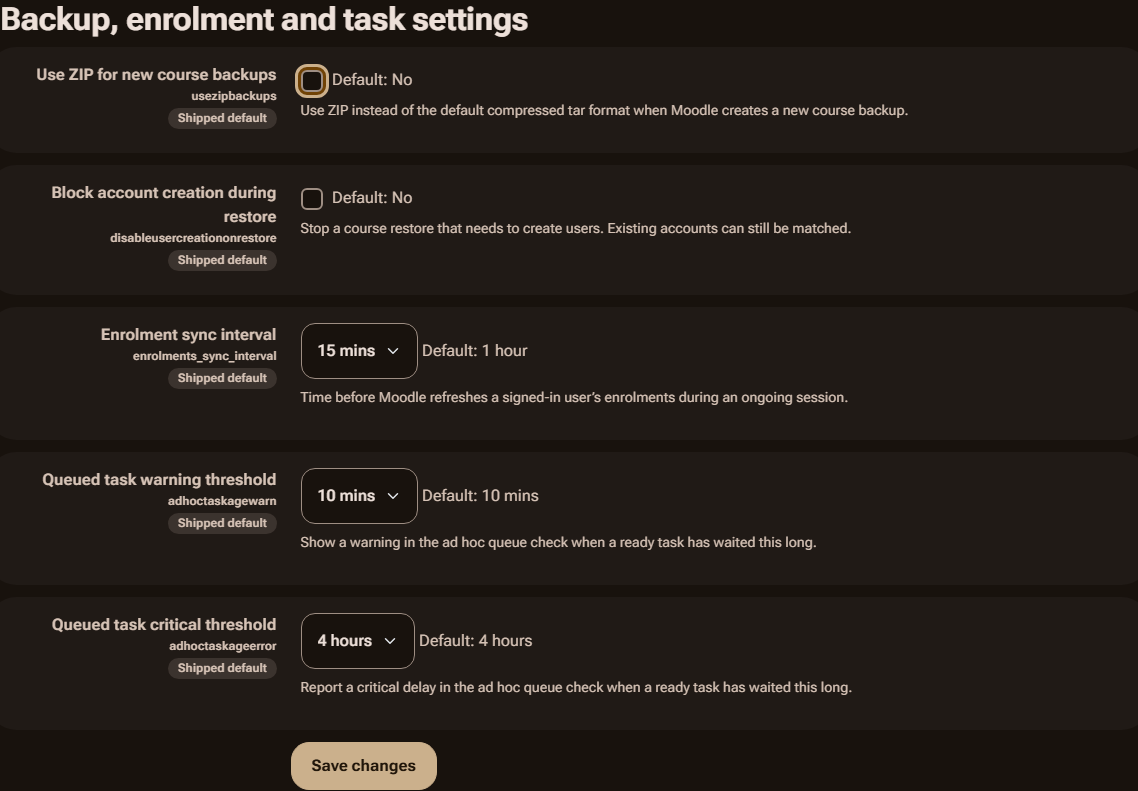 Backup, enrolment and task settings
Use ZIP for new course backups
usezipbackups
Shipped default
Default: No
Use ZIP instead of the default compressed tar format when Moodle creates a new course backup.
Block account creation during
restore
disableusercreationonrestore
Shipped default
Default: No
Stop a course restore that needs to create users. Existing accounts can still be matched.
Enrolment sync interval
enrolments_sync_interval
Shipped default
15 mins
Default: 1 hour
Time before Moodle refreshes a signed-in user’s enrolments during an ongoing session.
Queued task warning threshold
adhoctaskagewarn
Shipped default
10 mins
Default: 10 mins
Show a warning in the ad hoc queue check when a ready task has waited this long.
Queued task critical threshold
adhoctaskageerror
Shipped default
4 hours
Default: 4 hours
Report a critical delay in the ad hoc queue check when a ready task has waited this long.
Save changes